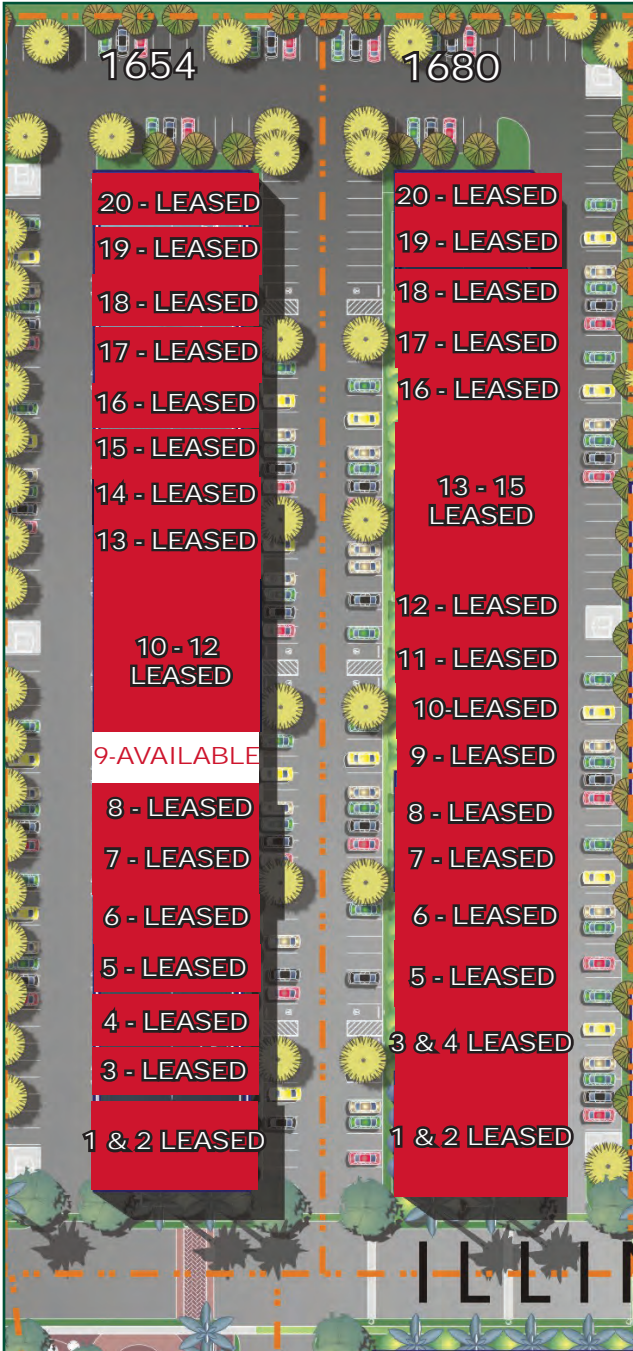 1654
20 - LEASED
19 - LEASED
18 - LEASED
17 - LEASED
16 - LEASED
15 - LEASED
14 - LEASED
13 - LEASED
10 - 12
LEASED
9-AVAILABLE
8 - LEASED
7 - LEASED
6 - LEASED
5 - LEASED
4 - LEASED
3 - LEASED
1 & 2 LEASED
1680
20 - LEASED
19 - LEASED
18 - LEASED
17 - LEASED
16 - LEASED
13 - 15
LEASED
12 - LEASED
11 - LEASED
10-LEASED
9 - LEASED
8 - LEASED
7 - LEASED
6 - LEASED
5 - LEASED
3 & 4 LEASED
1 & 2 LEASED